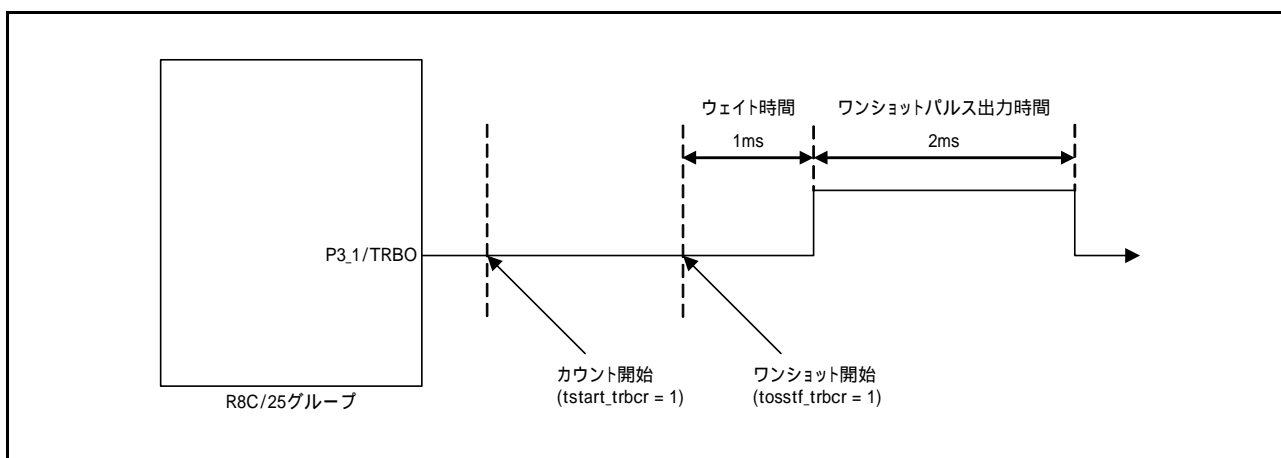 ウェイト時間
ワンショットパルス出力時間
1ms
2ms
P3_1/TRBO
カウント開始
(tstart_trbcr = 1)
ワンショット開始
(tosstf_trbcr = 1)
R8C/25グループ